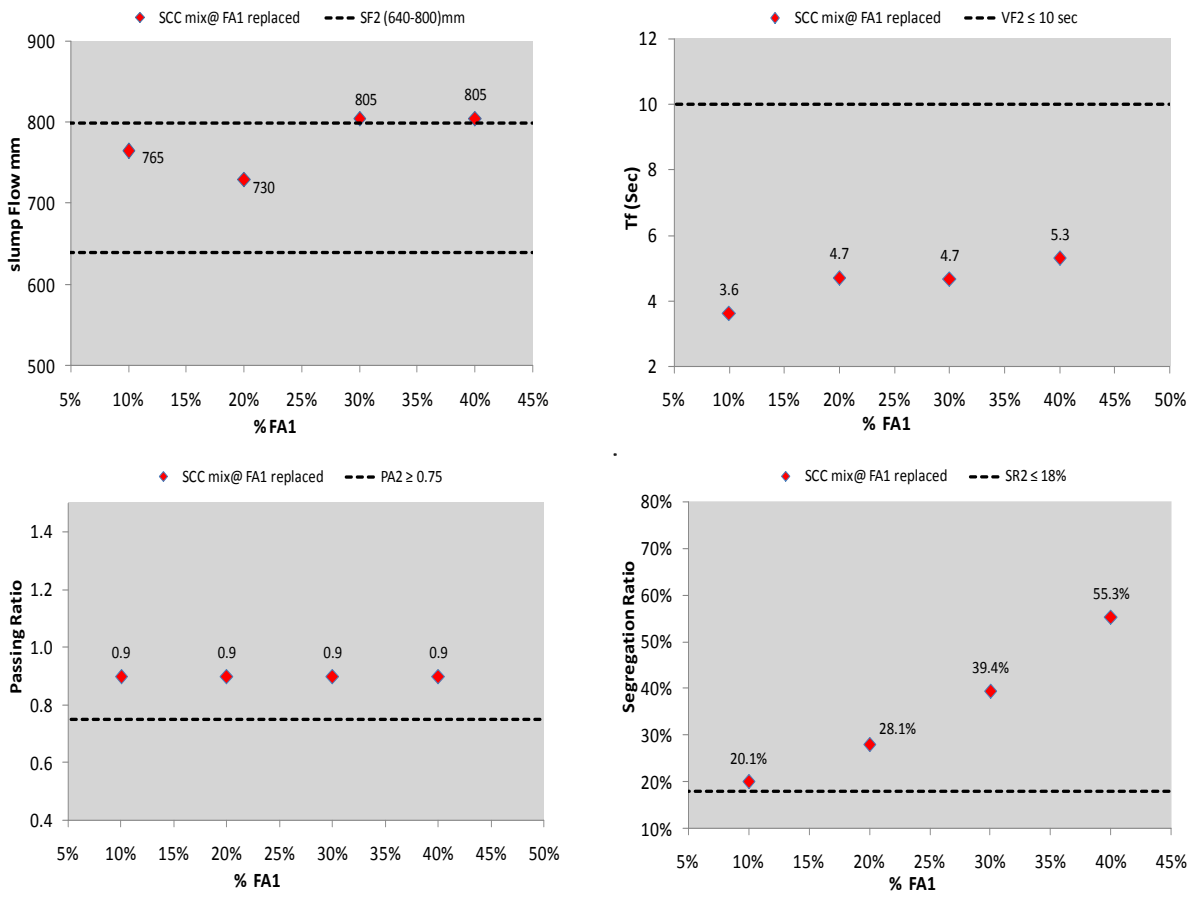 SCC mix@ FA1 replaced SF2 (640-800)mm
900
800
700
600
500
slump Flow mm
765
730
805
805
5% 10% 15% 20% 25% 30% 35% 40% 45%
% FA1
SCC mix@ FA1 replaced VF2 ≤ 10 sec
12
10
8
6
4
2
Tf (Sec)
3.6
4.7
4.7
5.3
5% 10% 15% 20% 25% 30% 35% 40% 45% 50%
% FA1
SCC mix@ FA1 replaced PA2 ≥ 0.75
1.4
1.2
1.0
0.8
0.6
0.4
Passing Ratio
0.9 0.9 0.9 0.9
5% 10% 15% 20% 25% 30% 35% 40% 45% 50%
% FA1
SCC mix@ FA1 replaced SR2 ≤ 18%
80%
70%
60%
50%
40%
30%
20%
10%
Segregation Ratio
20.1%
28.1%
39.4%
55.3%
5% 10% 15% 20% 25% 30% 35% 40% 45%
% FA1